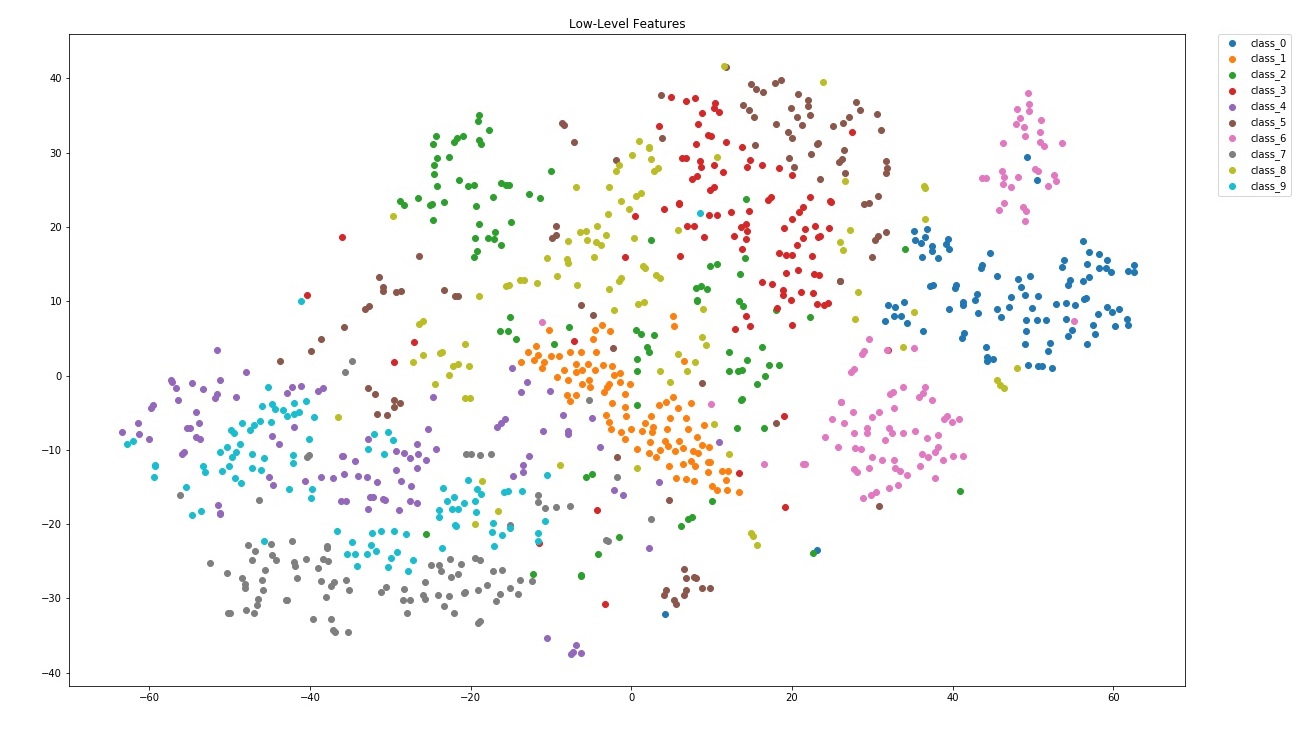 Low-Level Features
class_0
class_1
class_2
class_3
class_4
class_5
class_6
class_7
class_8
class_9
40
30
20
10
0
−10
−20
−30
−40
−60
−40
−20
0
20
40
60